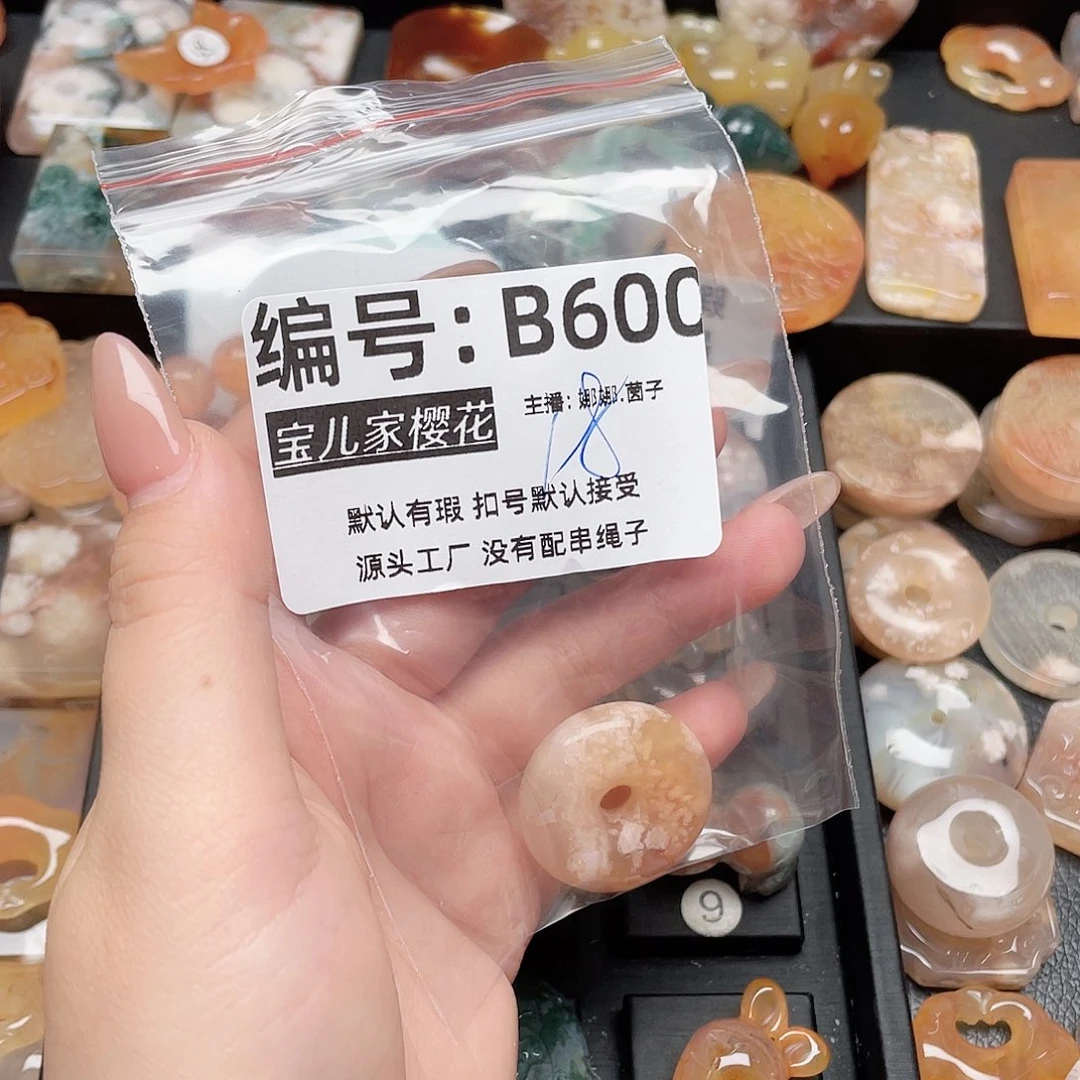 编号：B600
宝儿家樱花
主播：娜娜.菌子
18
默认有瑕 扣号默认接受
源头工厂 没有配串绳子
9